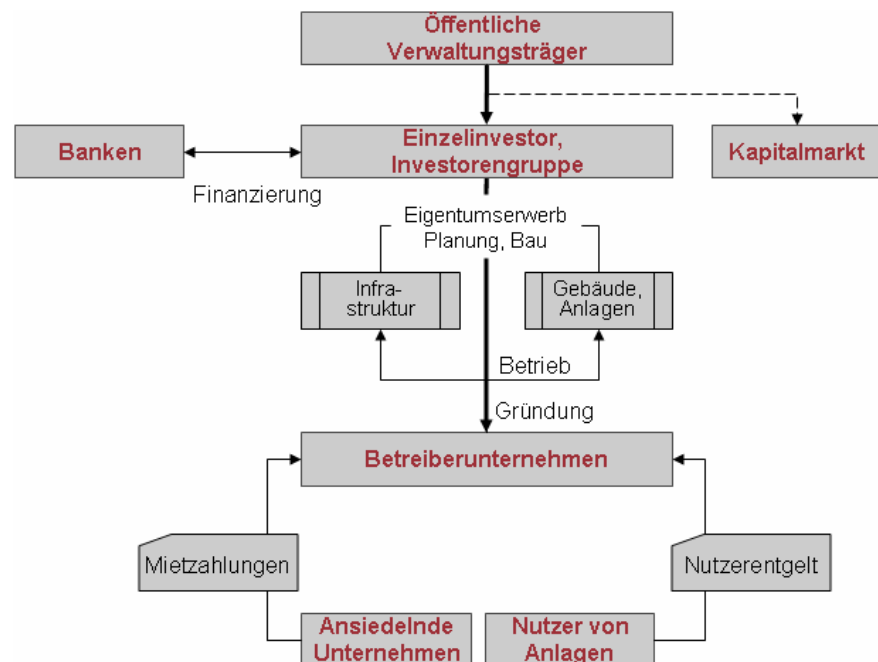 Öffentliche
Verwaltungsträger
Banken
Einzelinvestor,
Investorengruppe
Kapitalmarkt
Finanzierung
Eigentumserwerb
Planung, Bau
Infra-
struktur
Gebäude,
Anlagen
Betrieb
Gründung
Betreiberunternehmen
Mietzahlungen
Nutzerentgelt
Ansiedelnde
Unternehmen
Nutzer von
Anlagen